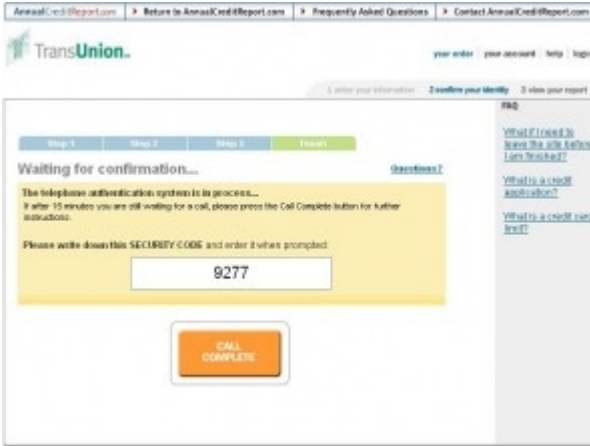 AnnualCreditReport.com
Return to AnnualCreditReport.com
Frequently Asked Questions
Contact AnnualCreditReport.com
TransUnion.
your order your account help logo
1 enter your information 2 confirm your identity 3 view your report
FAQ
Step 1 Step 2 Step 3 Finish
What if I need to
leave the site before
I am finished?
Waiting for confirmation...
Questions?
What is a credit
application?
The telephone authentication system is in process...
If after 15 minutes you are still waiting for a call, please press the Call Complete button for further
instructions.
What is a credit card
limit?
Please write down this SECURITY CODE and enter it when prompted:
9277
CALL
COMPLETE